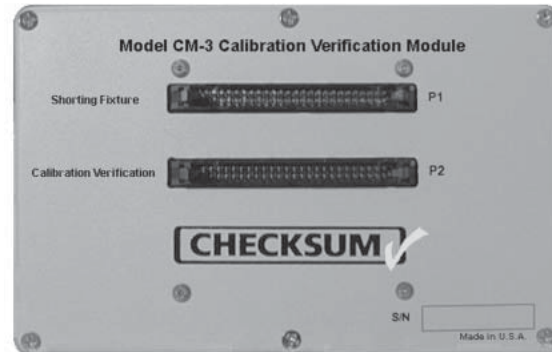 Model CM-3 Calibration Verification Module
Shorting Fixture P1
Calibration Verification P2
CHECKSUM
S/N
Made in U.S.A.